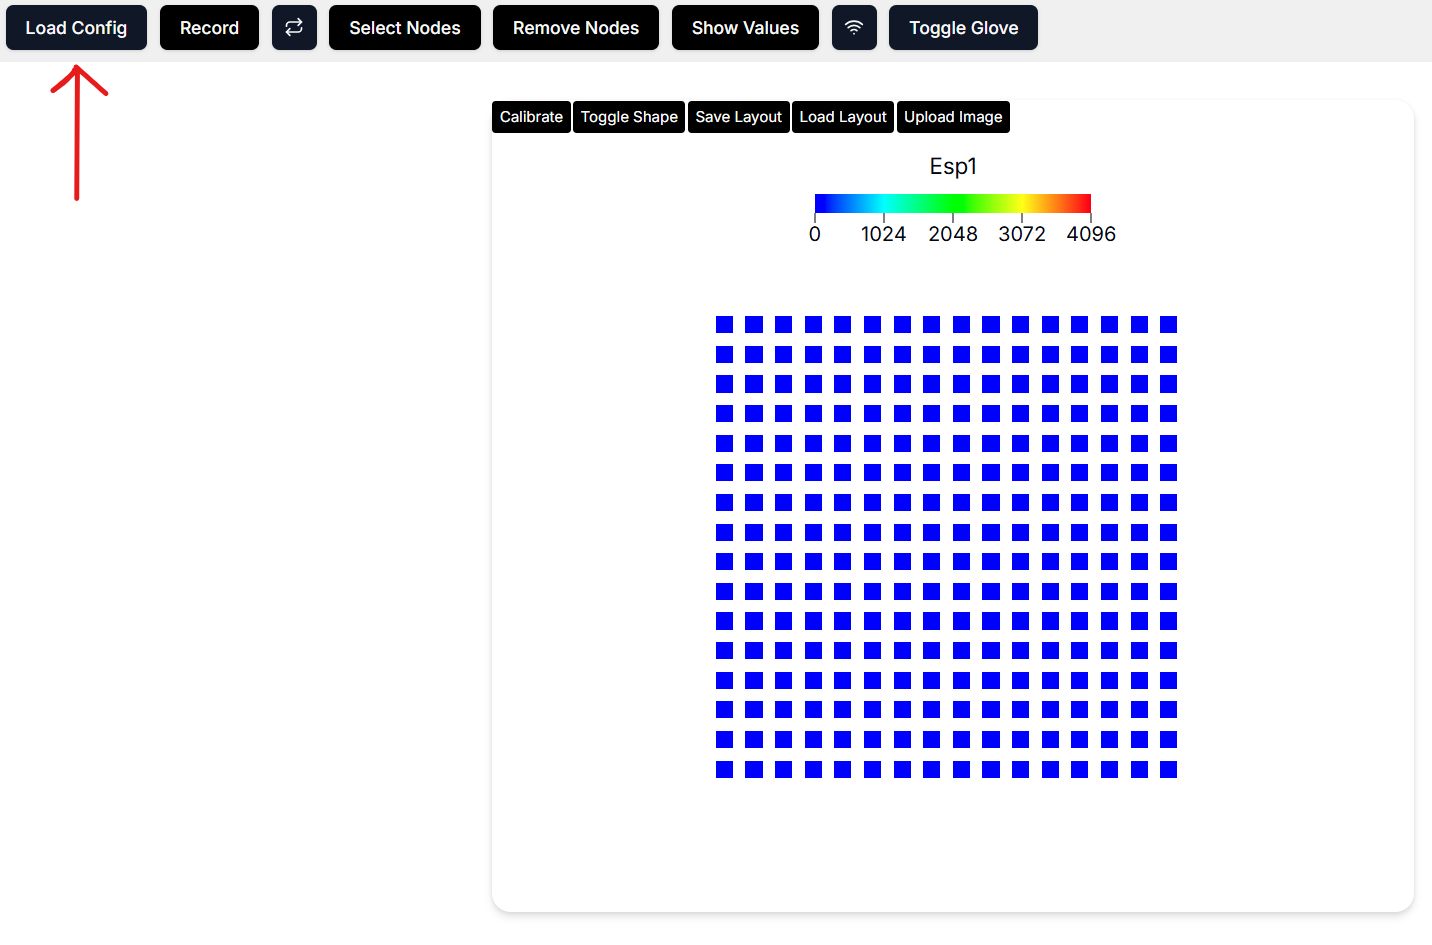 Load Config Record Select Nodes Remove Nodes Show Values Toggle Glove
Calibrate Toggle Shape Save Layout Load Layout Upload Image
Esp1
0 1024 2048 3072 4096